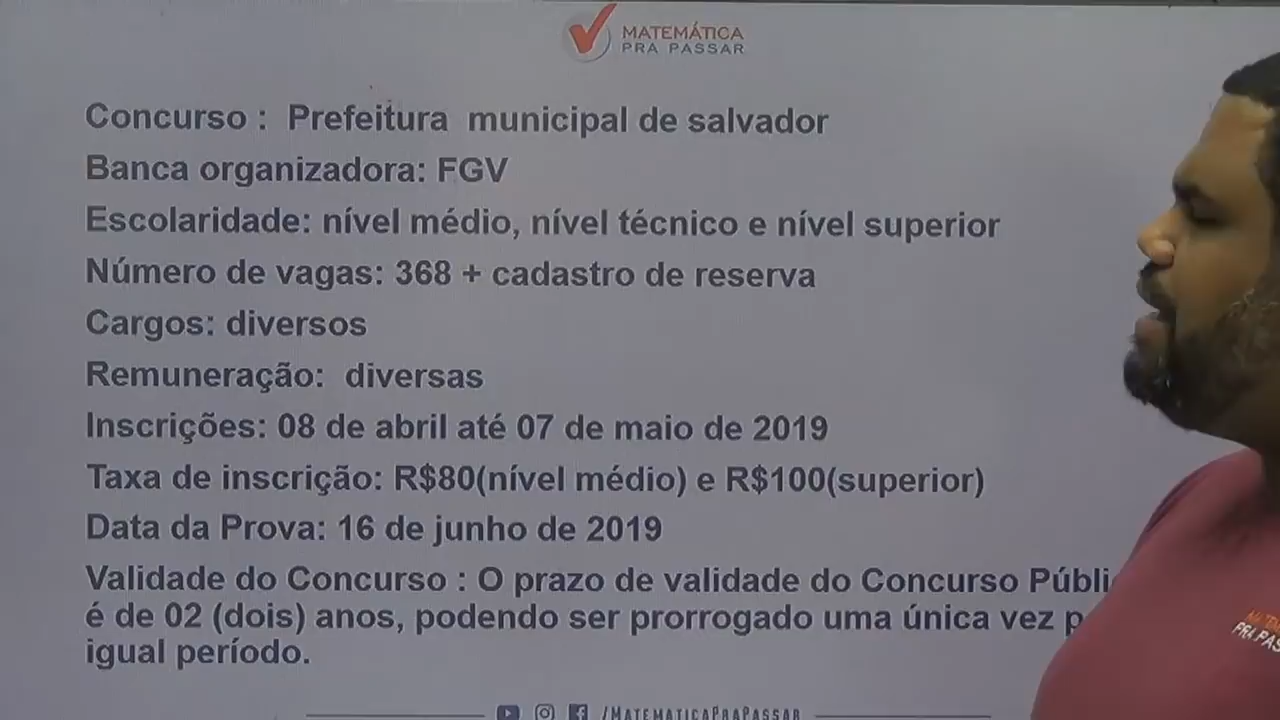 MATEMÁTICA
PRA PASSAR
Concurso : Prefeitura municipal de salvador
Banca organizadora: FGV
Escolaridade: nível médio, nível técnico e nível superior
Número de vagas: 368 + cadastro de reserva
Cargos: diversos
Remuneração: diversas
Inscrições: 08 de abril até 07 de maio de 2019
Taxa de inscrição: R$80(nível médio) e R$100(superior)
Data da Prova: 16 de junho de 2019
Validade do Concurso : O prazo de validade do Concurso
é de 02 (dois) anos, podendo ser prorrogado uma única vez
igual período.
/MATEMATICAPRAPASSAR